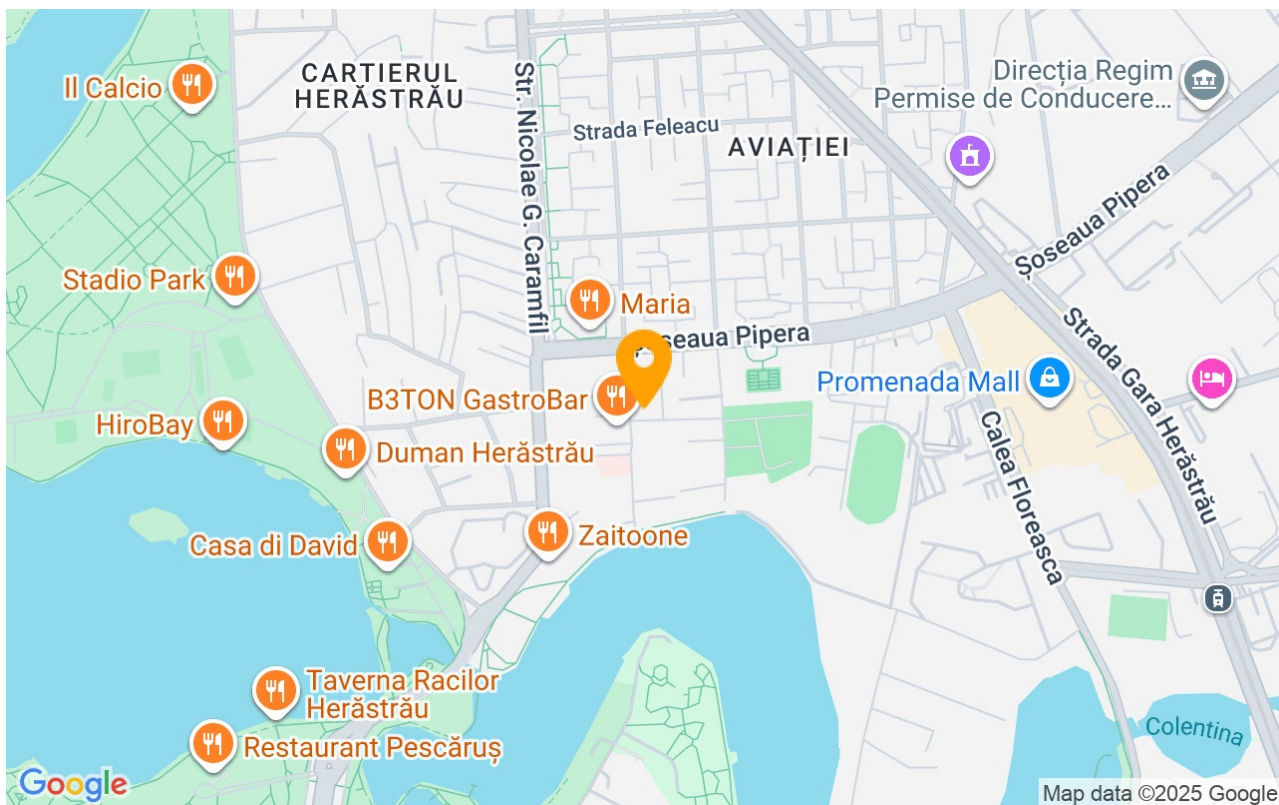 Il Calcio
CARTIERUL
HERĂSTRĂU
Str. Nicolae G. Caramfil
Strada Feleacu
AVIAȚIEI
Direcția Regim
Permise de Conducere...
Șoseaua Pipera
Stadio Park
Maria
seaua Pipera
Strada Gara Herăstrău
Promenada Mall
B3TON GastroBar
HiroBay
Duman Herăstrău
Calea Floreasca
Casa di David
Zaitoone
Taverna Racilor
Herăstrău
Restaurant Pescăruș
Colentina
Google
Map data ©2025 Google